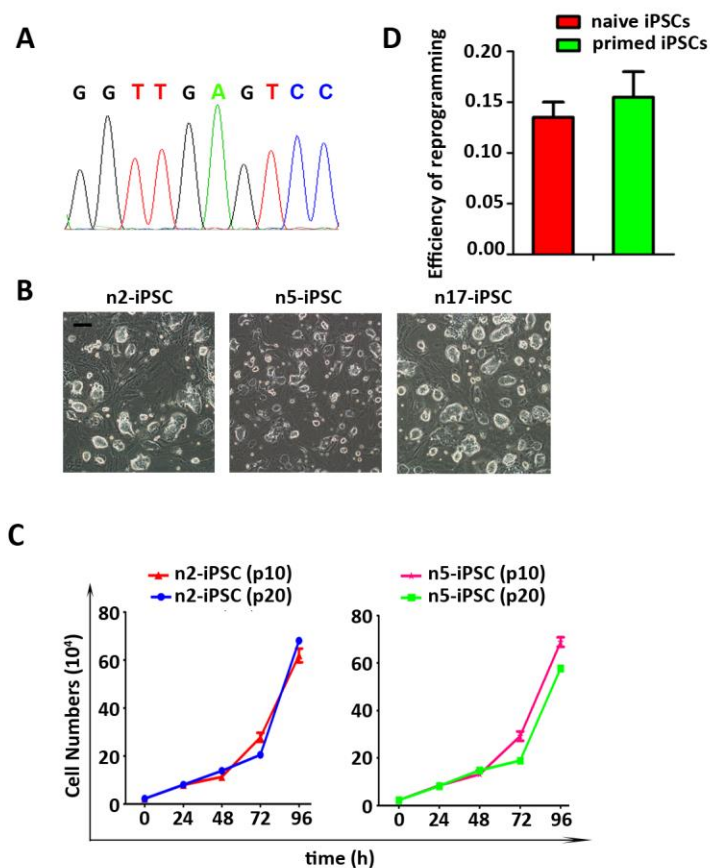 A
G G T T G A G T C C
D
naive iPSCs
primed iPSCs
Efficiency of reprogramming
0.20
0.15
0.10
0.05
0.00
B
n2-iPSC
n5-iPSC
n17-iPSC
C
n2-iPSC (p10)
n2-iPSC (p20)
n5-iPSC (p10)
n5-iPSC (p20)
Cell Numbers (10⁴)
80
60
40
20
0
0 24 48 72 96
80
60
40
20
0
0 24 48 72 96
time (h)